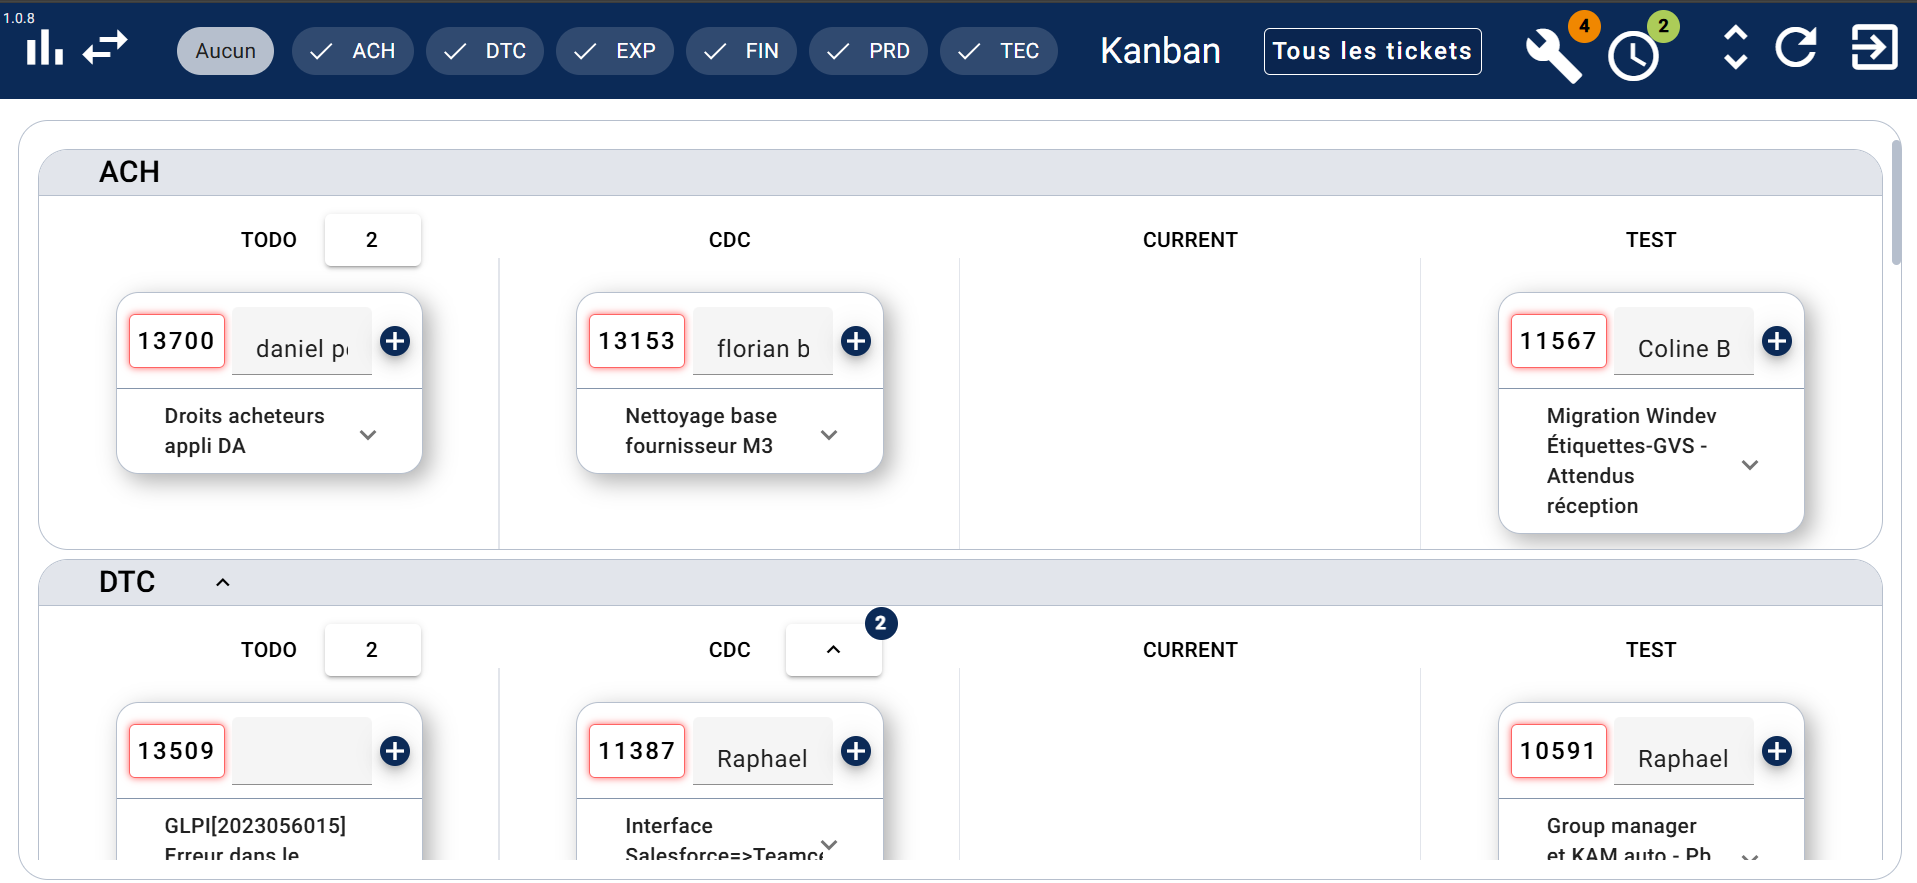 1.0.8
Aucun ACH DTC EXP FIN PRD TEC Kanban Tous les tickets 4 2
ACH
TODO 2 CDC CURRENT TEST
13700 daniel 13153 florian b 11567 Coline B
Droits acheteurs
appli DA
Nettoyage base
fournisseur M3
Migration Windev
Étiquettes-GVS -
Attendus
réception
DTC
TODO 2 CDC 2 CURRENT TEST
13509 11387 Raphael 10591 Raphael
GLPI[2023056015]
Erreur dans le
Interface
Salesforce=>Teamce
Group manager
et KAM auto - Pb